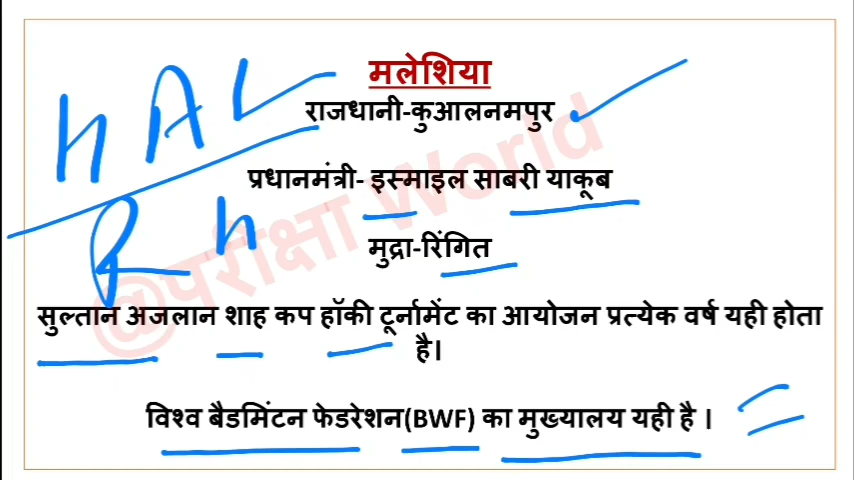 मलेशिया
राजधानी-कुआलनमपुर
प्रधानमंत्री- इस्माइल साबरी याकूब
मुद्रा-रिंगित
सुल्तान अजलान शाह कप हॉकी टूर्नामेंट का आयोजन प्रत्येक वर्ष यही होता
है।
विश्व बैडमिंटन फेडरेशन(BWF) का मुख्यालय यही है ।
HAL
@परीक्षा World